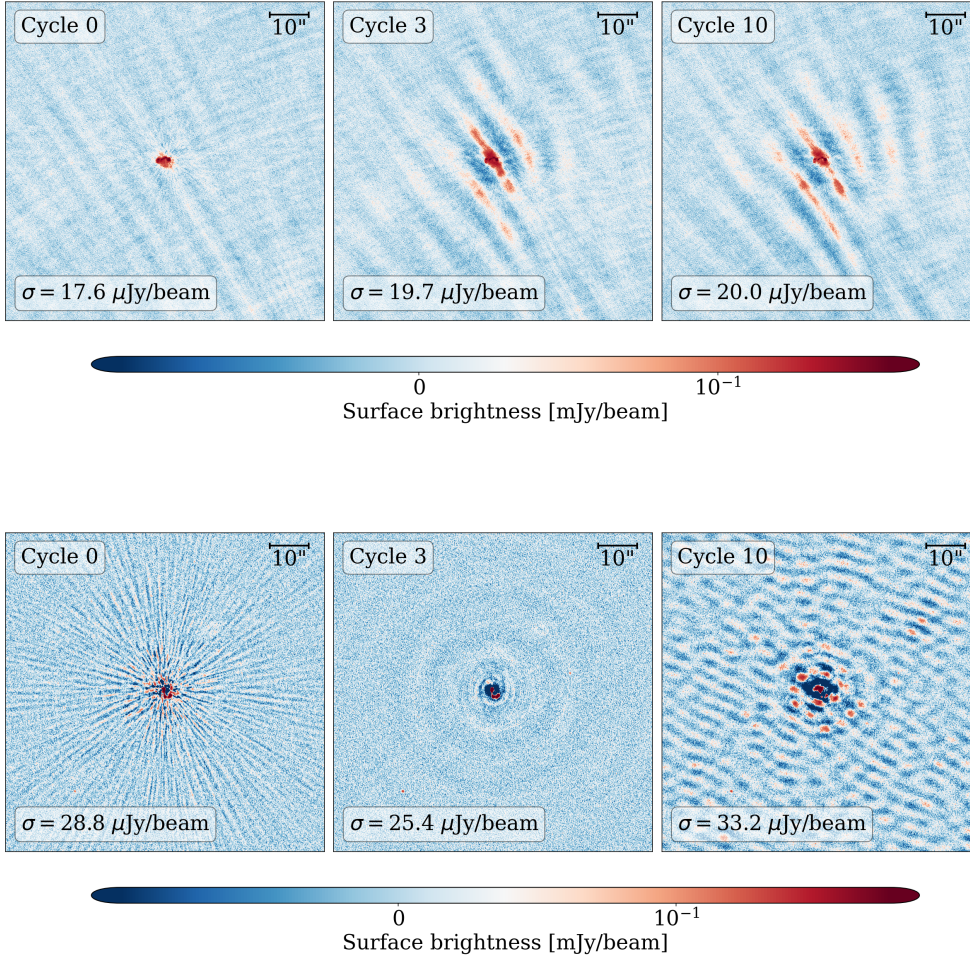 Cycle 0
10"
Cycle 3
10"
Cycle 10
10"
σ = 17.6 μJy/beam
σ = 19.7 μJy/beam
σ = 20.0 μJy/beam
0
10⁻¹
Surface brightness [mJy/beam]
Cycle 0
10"
Cycle 3
10"
Cycle 10
10"
σ = 28.8 μJy/beam
σ = 25.4 μJy/beam
σ = 33.2 μJy/beam
0
10⁻¹
Surface brightness [mJy/beam]